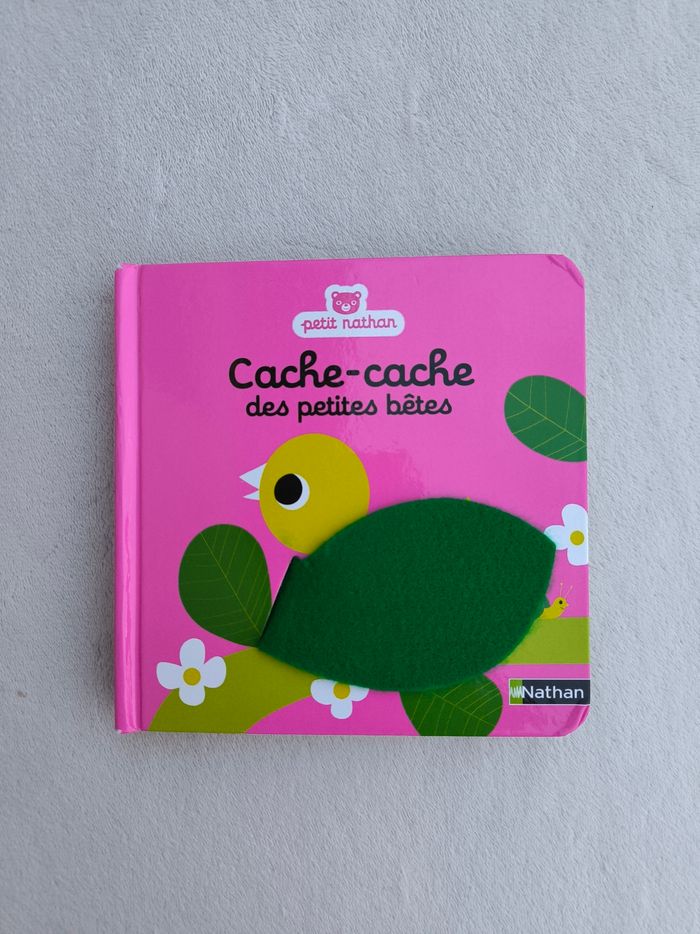 petit nathan
Cache-cache
des petites bêtes
Nathan